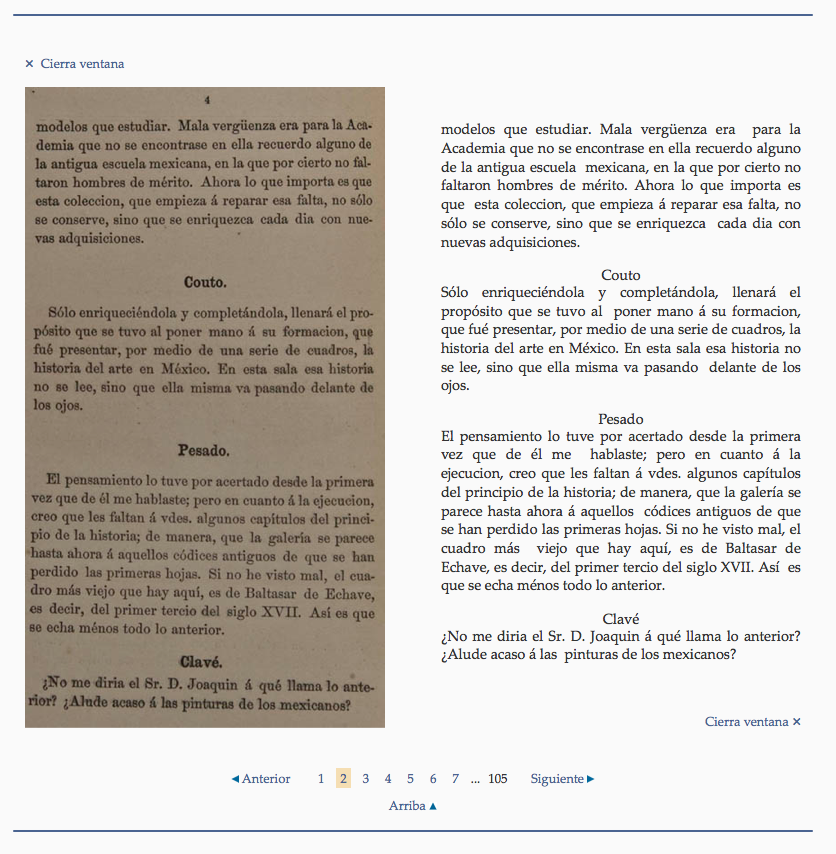 × Cierra ventana
4
modelos que estudiar. Mala vergüenza era para la Aca-
demia que no se encontrase en ella recuerdo alguno de
la antigua escuela mexicana, en la que por cierto no fal-
taron hombres de mérito. Ahora lo que importa es que
esta coleccion, que empieza á reparar esa falta, no sólo
se conserve, sino que se enriquezca cada dia con nue-
vas adquisiciones.
Couto.
Sólo enriqueciéndola y completándola, llenará el pro-
pósito que se tuvo al poner mano á su formacion, que
fué presentar, por medio de una serie de cuadros, la
historia del arte en México. En esta sala esa historia
no se lee, sino que ella misma va pasando delante de
los ojos.
Pesado.
El pensamiento lo tuve por acertado desde la primera
vez que de él me hablaste; pero en cuanto á la ejecucion,
creo que les faltan á vdes. algunos capítulos del princi-
pio de la historia; de manera, que la galería se parece
hasta ahora á aquellos códices antiguos de que se han
perdido las primeras hojas. Si no he visto mal, el cua-
dro más viejo que hay aquí, es de Baltasar de Echave,
es decir, del primer tercio del siglo XVII. Así es que
se echa ménos todo lo anterior.
Clavé.
¿No me diria el Sr. D. Joaquin á qué llama lo ante-
rior? ¿Alude acaso á las pinturas de los mexicanos?
modelos que estudiar. Mala vergüenza era para la
Academia que no se encontrase en ella recuerdo alguno
de la antigua escuela mexicana, en la que por cierto no
faltaron hombres de mérito. Ahora lo que importa es
que esta coleccion, que empieza á reparar esa falta, no
sólo se conserve, sino que se enriquezca cada dia con
nuevas adquisiciones.
Couto
Sólo enriqueciéndola y completándola, llenará el
propósito que se tuvo al poner mano á su formacion,
que fué presentar, por medio de una serie de cuadros, la
historia del arte en México. En esta sala esa historia no
se lee, sino que ella misma va pasando delante de los
ojos.
Pesado
El pensamiento lo tuve por acertado desde la primera
vez que de él me hablaste; pero en cuanto á la
ejecucion, creo que les faltan á vdes. algunos capítulos
del principio de la historia; de manera, que la galería se
parece hasta ahora á aquellos códices antiguos de que
se han perdido las primeras hojas. Si no he visto mal, el
cuadro más viejo que hay aquí, es de Baltasar de
Echave, es decir, del primer tercio del siglo XVII. Así es
que se echa ménos todo lo anterior.
Clavé
¿No me diria el Sr. D. Joaquin á qué llama lo anterior?
¿Alude acaso á las pinturas de los mexicanos?
Cierra ventana ×
◀ Anterior 1 2 3 4 5 6 7 ... 105 Siguiente ▶
Arriba ▲